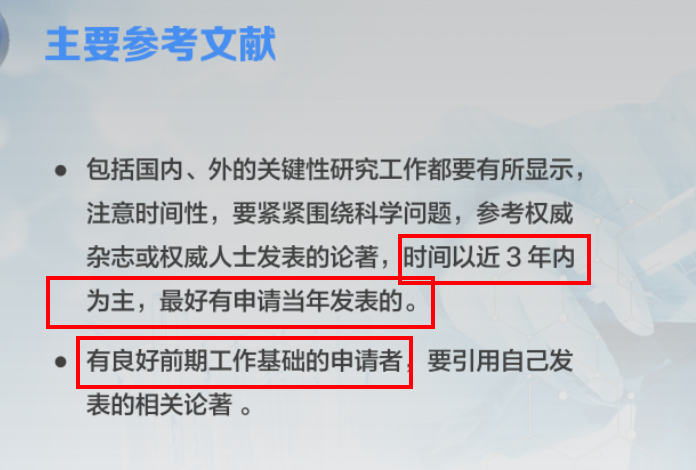 主要参考文献
● 包括国内、外的关键性研究工作都要有所显示，
注意时间性，要紧紧围绕科学问题，参考权威
杂志或权威人士发表的论著，时间以近3年内
为主，最好有申请当年发表的。
● 有良好前期工作基础的申请者，要引用自己发
表的相关论著 。